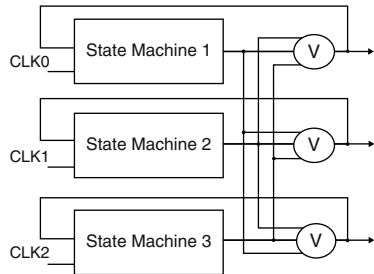 State Machine 1
V
CLK0
State Machine 2
V
CLK1
State Machine 3
V
CLK2